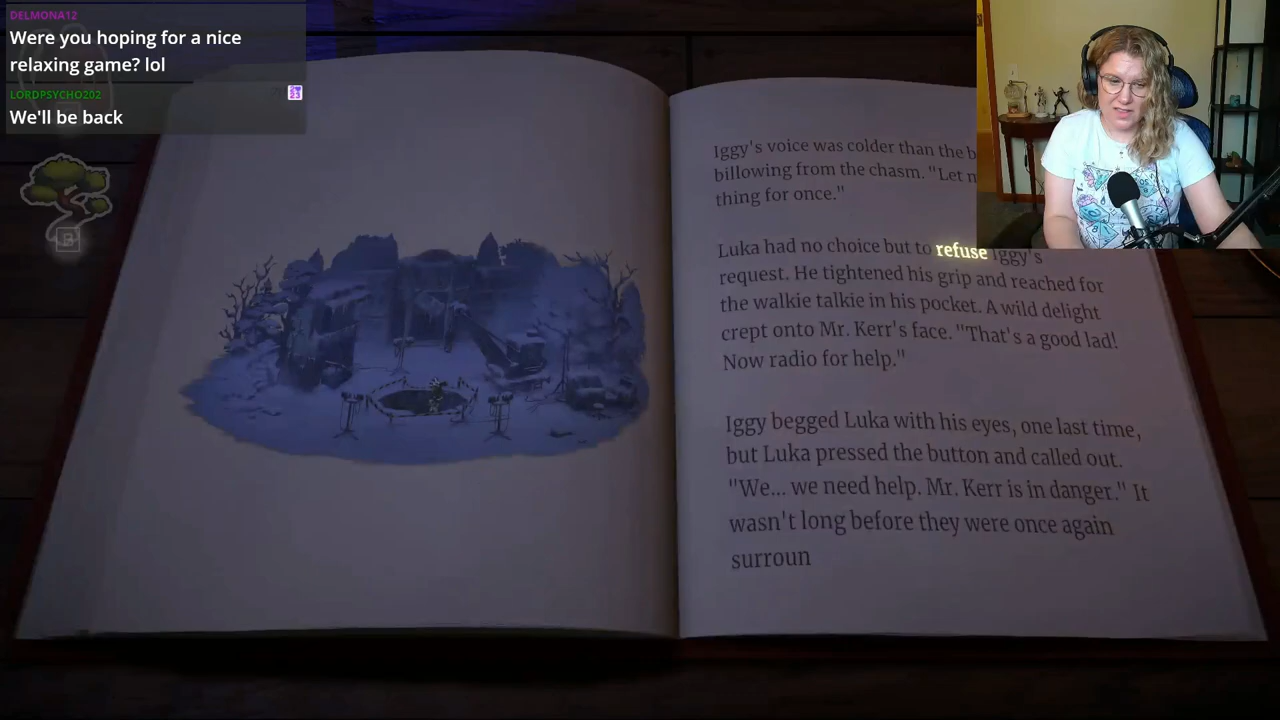 DELMONA12
Were you hoping for a nice
relaxing game? lol
LORDPSYCHO202
We'll be back
Iggy's voice was colder than the
billowing from the chasm. "Let
thing for once."
Luka had no choice but to refuse Iggy's
request. He tightened his grip and reached for
the walkie talkie in his pocket. A wild delight
crept onto Mr. Kerr's face. "That's a good lad!
Now radio for help."
Iggy begged Luka with his eyes, one last time,
but Luka pressed the button and called out.
"We... we need help. Mr. Kerr is in danger." It
wasn't long before they were once again
surroun